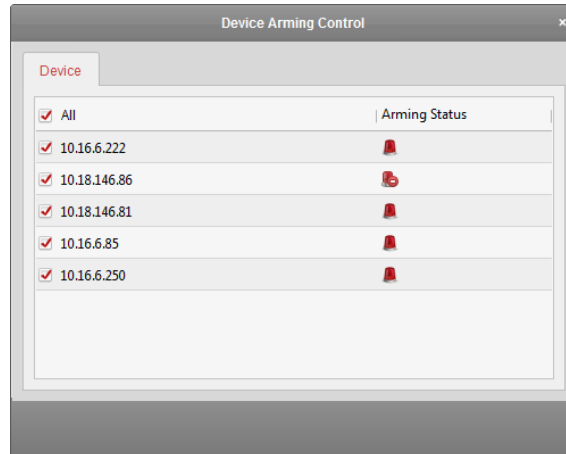 Device Arming Control
×
Device
All Arming Status
10.16.6.222
10.18.146.86
10.18.146.81
10.16.6.85
10.16.6.250